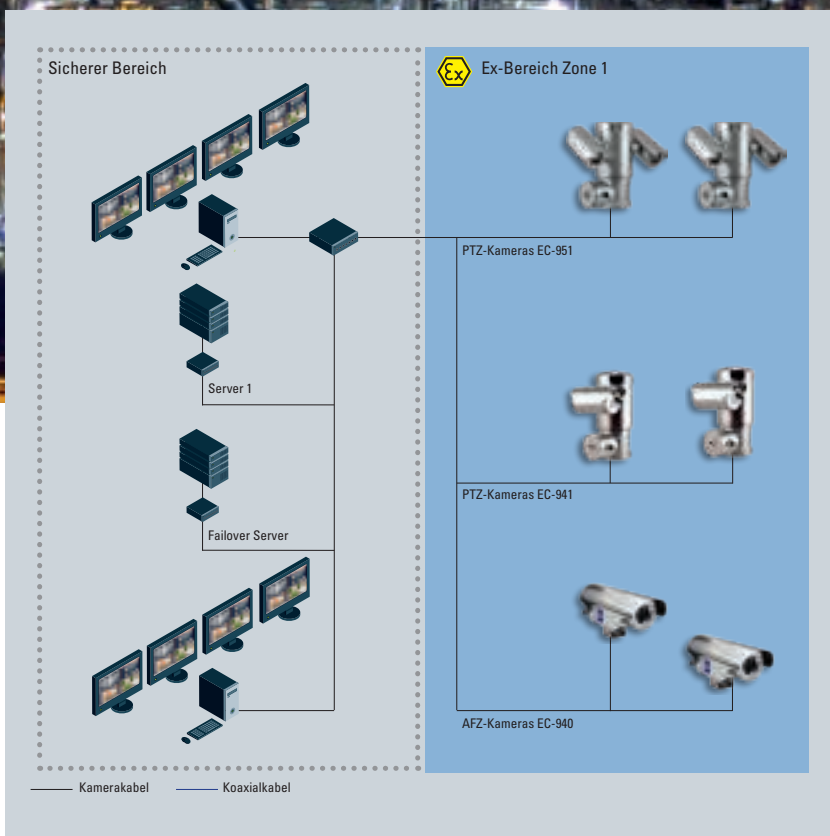 Sicherer Bereich
Ex Ex-Bereich Zone 1
PTZ-Kameras EC-951
Server 1
PTZ-Kameras EC-941
Failover Server
AFZ-Kameras EC-940
Kamerakabel Koaxialkabel